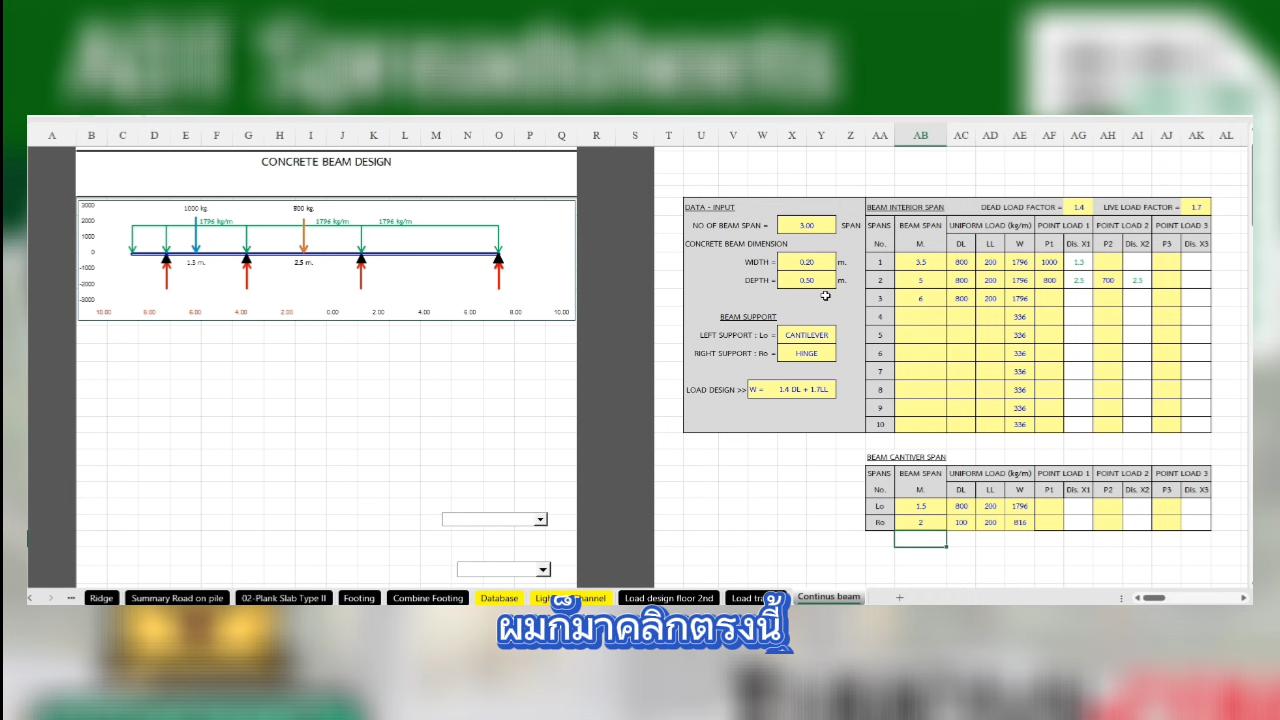 A B C D E F G H I J K L M N O P Q R S T U V W X Y Z AA AB AC AD AE AF AG AH AI AJ AK AL
CONCRETE BEAM DESIGN
3000
2000
1000
0
-1000
-2000
-3000
1000 kg.
1796 kg/m
1.3 m.
800 kg.
1796 kg/m
2.5 m.
1796 kg/m
10.00 8.00 6.00 4.00 2.00 0.00 2.00 4.00 6.00 8.00 10.00
DATA - INPUT
NO OF BEAM SPAN = 3.00 SPAN
CONCRETE BEAM DIMENSION
WIDTH = 0.20 m.
DEPTH = 0.50 m.
BEAM SUPPORT
LEFT SUPPORT : Lo = CANTILEVER
RIGHT SUPPORT : Ro = HINGE
LOAD DESIGN >> W = 1.4 DL + 1.7LL
BEAM INTERIOR SPAN DEAD LOAD FACTOR = 1.4 LIVE LOAD FACTOR = 1.7
SPANS BEAM SPAN UNIFORM LOAD (kg/m) POINT LOAD 1 POINT LOAD 2 POINT LOAD 3
No. M. DL LL W P1 Dis. X1 P2 Dis. X2 P3 Dis. X3
1 3.5 800 200 1796 1000 1.3
2 5 800 200 1796 800 2.5 700 2.5
3 6 800 200 1796
4 336
5 336
6 336
7 336
8 336
9 336
10 336
BEAM CANTIVER SPAN
SPANS BEAM SPAN UNIFORM LOAD (kg/m) POINT LOAD 1 POINT LOAD 2 POINT LOAD 3
No. M. DL LL W P1 Dis. X1 P2 Dis. X2 P3 Dis. X3
Lo 1.5 800 200 1796
Ro 2 100 200 816
Ridge Summary Road on pile 02-Plank Slab Type II Footing Combine Footing Database Load design floor 2nd Continus beam
ผมก็มาคลิกตรงนี้